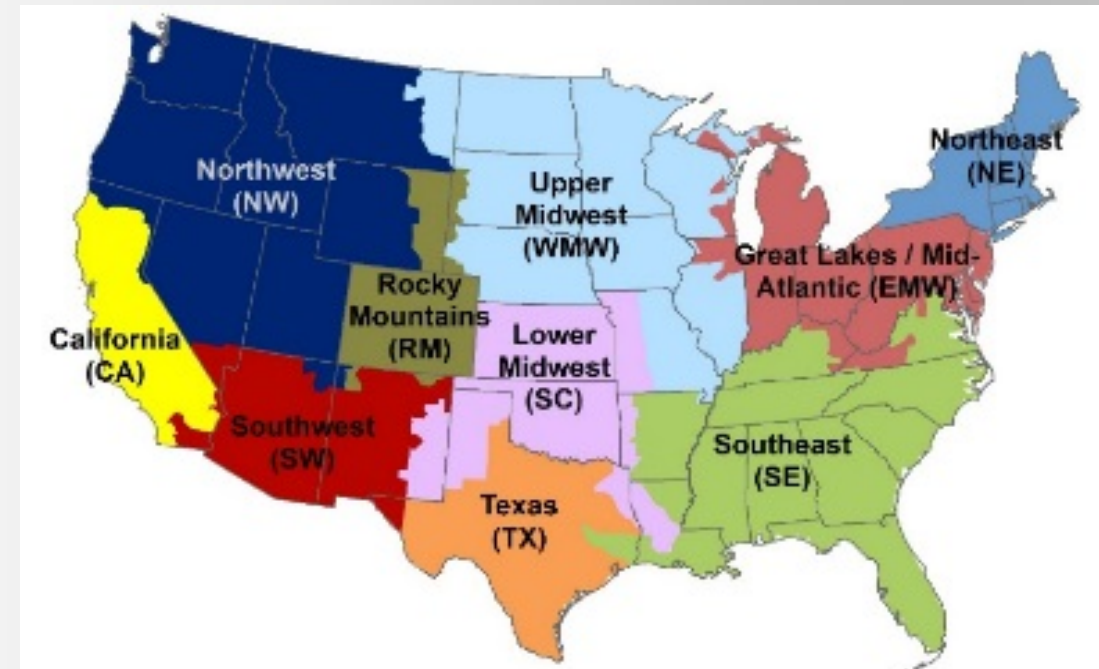 Northwest
(NW)
Upper
Midwest
(WMW)
Northeast
(NE)
Great Lakes / Mid-
Atlantic (EMW)
Rocky
Mountains
(RM)
California
(CA)
Lower
Midwest
(SC)
Southwest
(SW)
Southeast
(SE)
Texas
(TX)